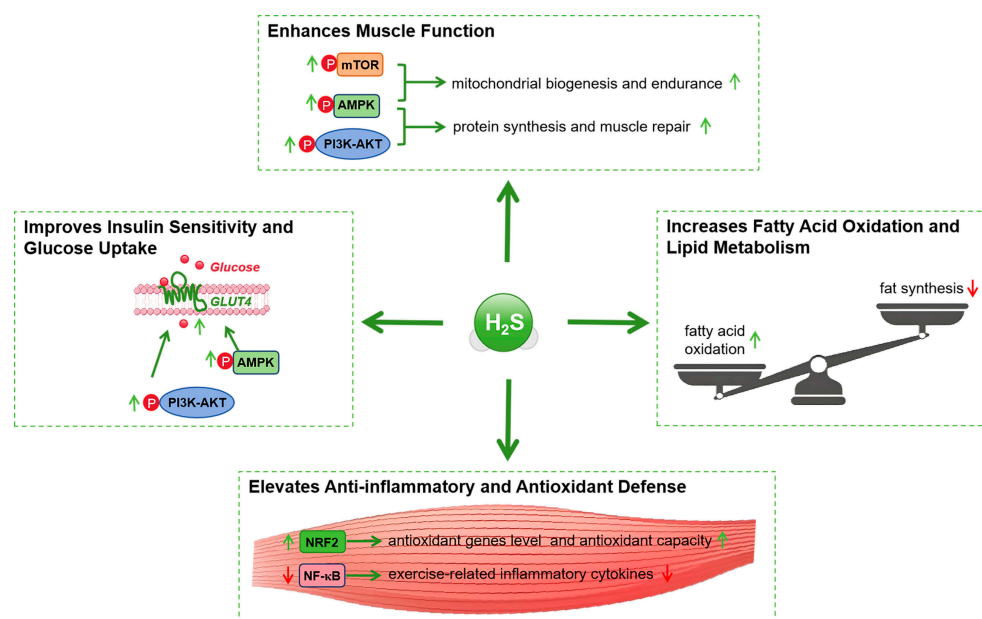 Enhances Muscle Function
P mTOR
mitochondrial biogenesis and endurance
P AMPK
protein synthesis and muscle repair
P PI3K-AKT
Improves Insulin Sensitivity and
Glucose Uptake
Glucose
GLUT4
P AMPK
P PI3K-AKT
H₂S
Increases Fatty Acid Oxidation and
Lipid Metabolism
fat synthesis
fatty acid
oxidation
Elevates Anti-inflammatory and Antioxidant Defense
NRF2 antioxidant genes level and antioxidant capacity
NF-κB exercise-related inflammatory cytokines